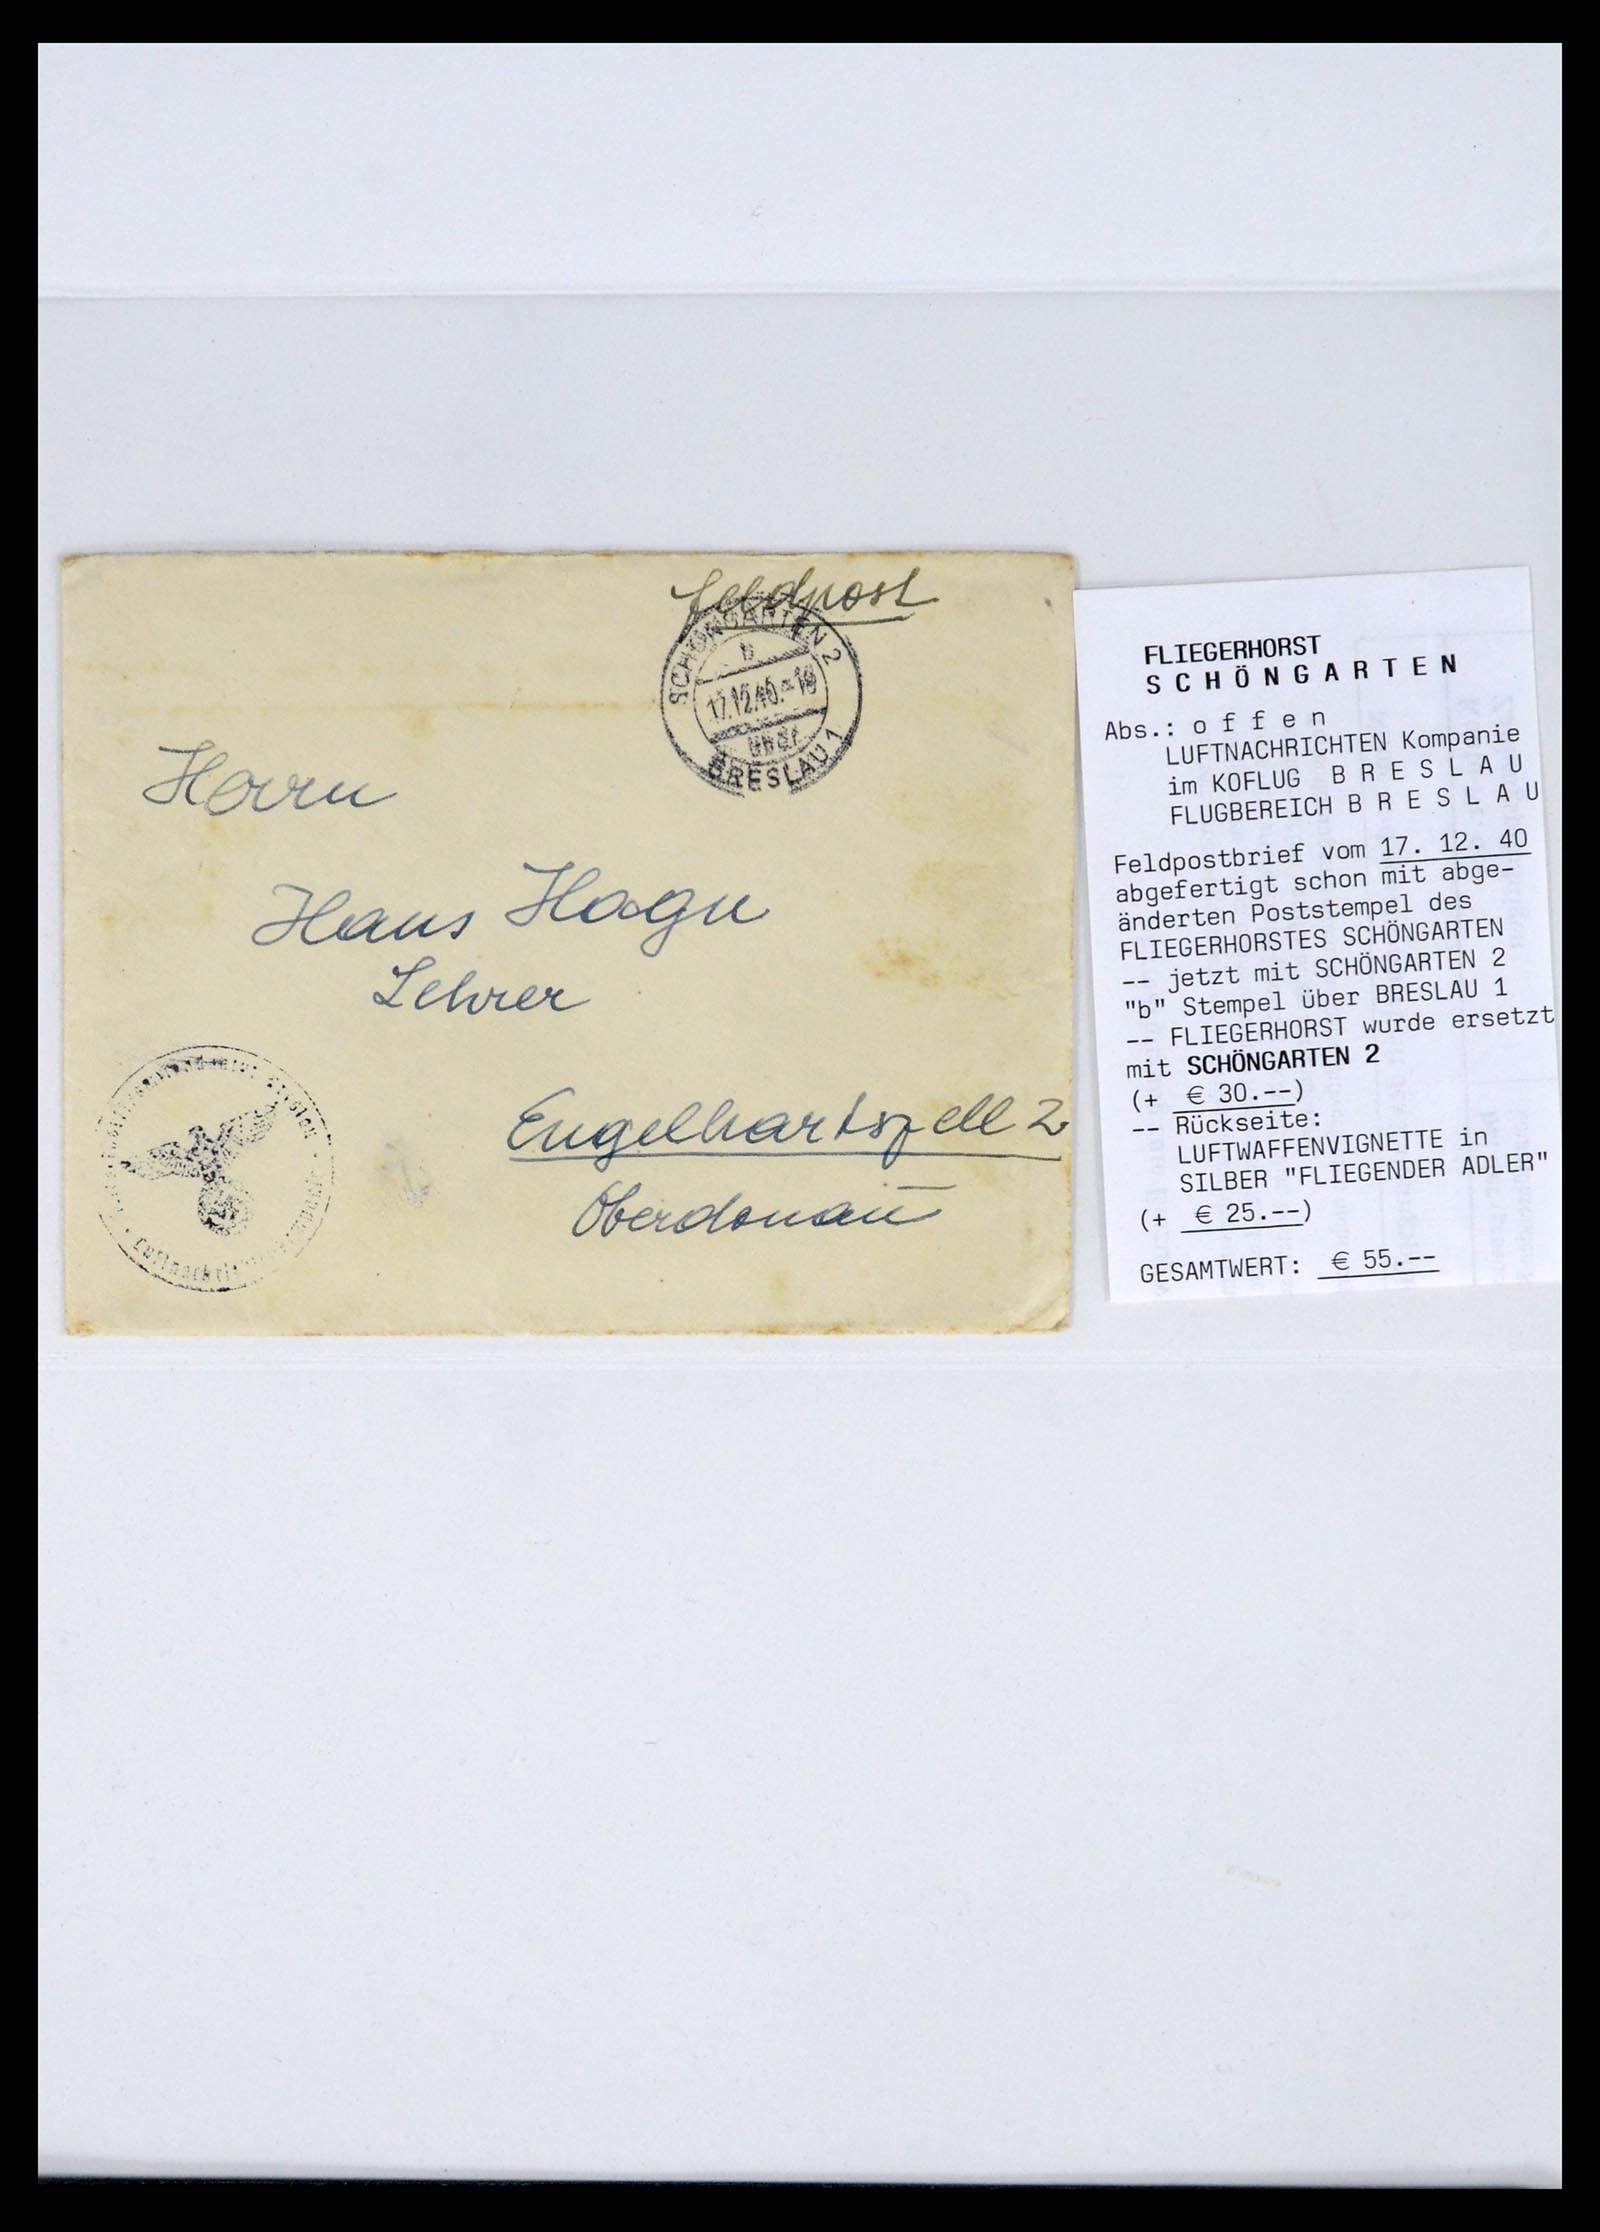 Feldpost
SCHÖNGARTEN 2
b
17.12.40.-18
über
BRESLAU 1
Herrn
Hans Hagn
Lehrer
Engelhartszell 2
Oberdonau
FLIEGERHORST
S C H Ö N G A R T E N
Abs.: o f f e n
LUFTNACHRICHTEN Kompanie
im KOFLUG B R E S L A U
FLUGBEREICH B R E S L A U
Feldpostbrief vom 17. 12. 40
abgefertigt schon mit abge-
änderten Poststempel des
FLIEGERHORSTES SCHÖNGARTEN
-- jetzt mit SCHÖNGARTEN 2
"b" Stempel über BRESLAU 1
-- FLIEGERHORST wurde ersetzt
mit SCHÖNGARTEN 2
(+ € 30.--)
-- Rückseite:
LUFTWAFFENVIGNETTE in
SILBER "FLIEGENDER ADLER"
(+ € 25.--)
GESAMTWERT: € 55.--